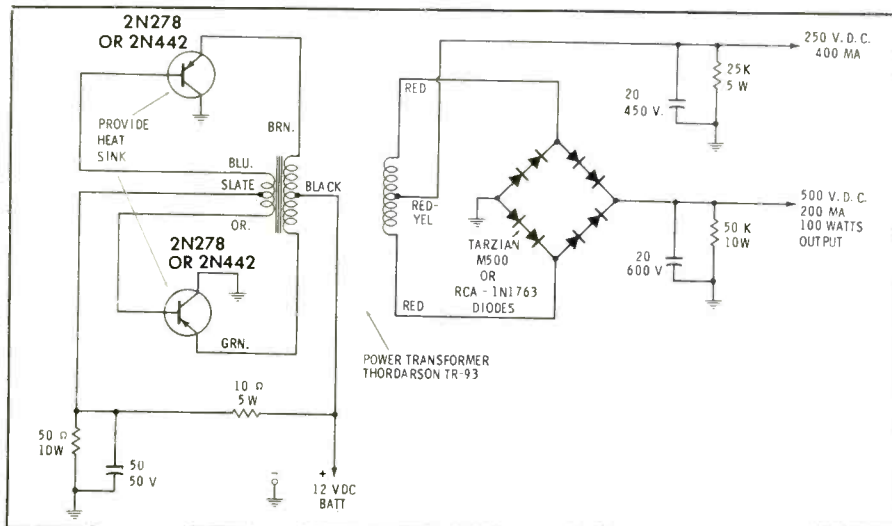 2N278
OR 2N442
PROVIDE
HEAT
SINK
BRN.
BLU.
SLATE
BLACK
OR.
2N278
OR 2N442
GRN.
10 Ω
5 W
50 Ω
10W
50
50 V
+
12 VDC
BATT
-
RED
RED-
YEL
RED
TARZIAN
M500
OR
RCA - 1N1763
DIODES
POWER TRANSFORMER
THORDARSON TR-93
250 V.D.C.
400 MA
25K
5 W
20
450 V.
500 V.D.C.
200 MA
100 WATTS
OUTPUT
50 K
10W
20
600 V